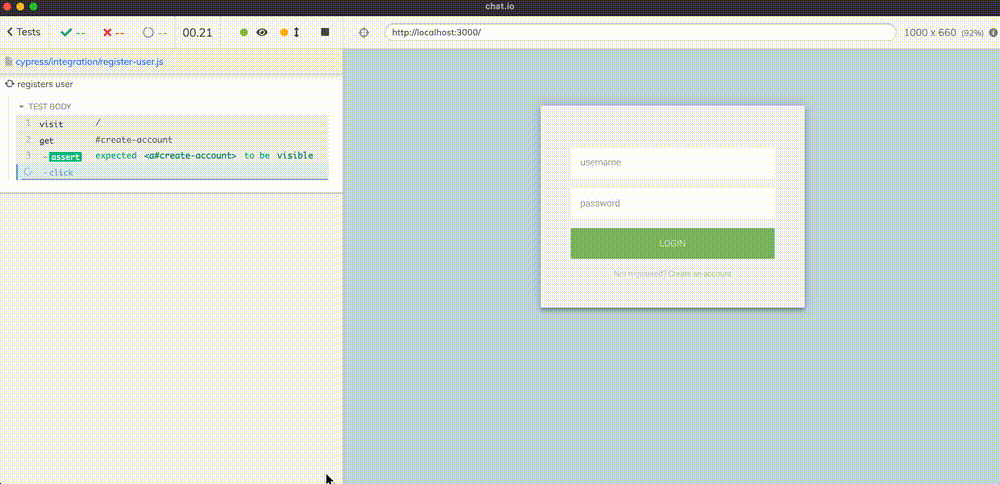 chat.io
Tests -- -- -- 00.21 http://localhost:3000/ 1000 x 660 (92%)
cypress/integration/register-user.js
registers user
TEST BODY
1 visit /
2 get #create-account
3 -assert expected <a#create-account> to be visible
-click
username
password
LOGIN
Not registered? Create an account